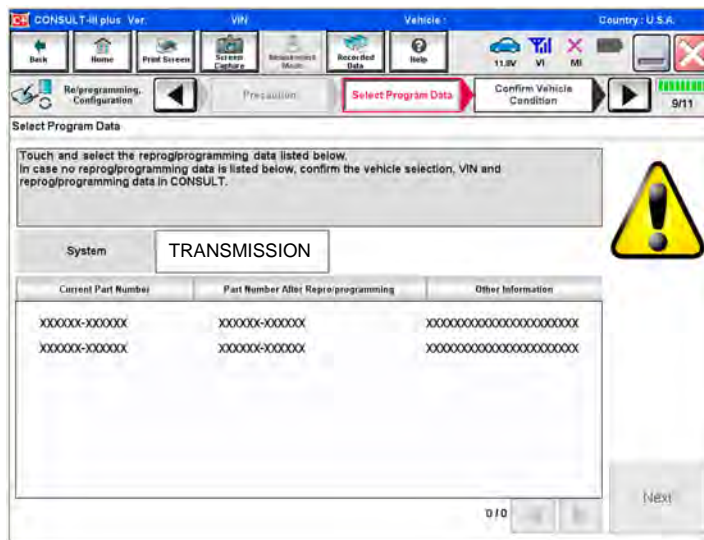 CONSULT-III plus Ver. VIN Vehicle : Country : U.S.A.
Back Home Print Screen Screen Capture Measurement Mode Recorded Data Help 11.8V VI MI
Re/programming, Configuration Precaution Select Program Data Confirm Vehicle Condition 9/11
Select Program Data
Touch and select the reprog/programming data listed below.
In case no reprog/programming data is listed below, confirm the vehicle selection, VIN and
reprog/programming data in CONSULT.
System TRANSMISSION
Current Part Number Part Number After Repro/programming Other Information
XXXXXX-XXXXXX XXXXXX-XXXXXX XXXXXXXXXXXXXXXXXXXXXXX
XXXXXX-XXXXXX XXXXXX-XXXXXX XXXXXXXXXXXXXXXXXXXXXXX
0/0
Next